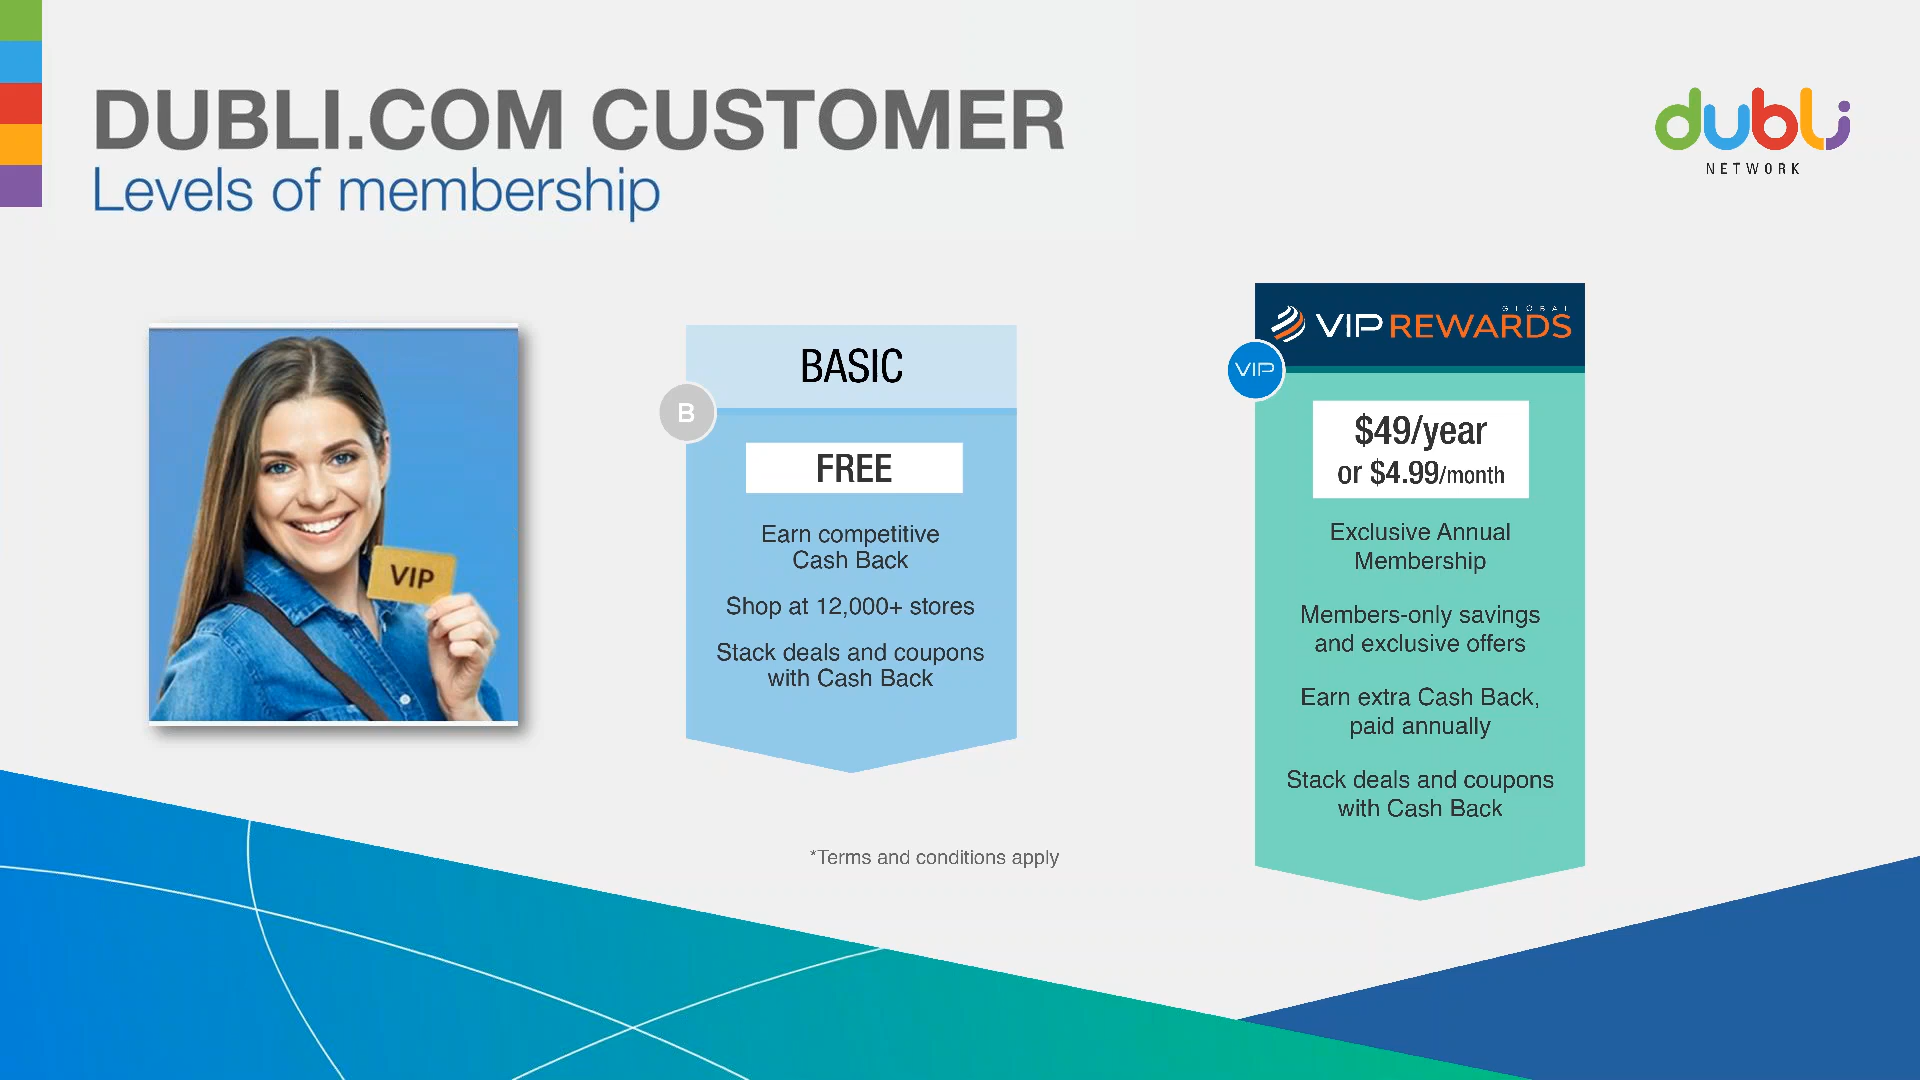 DUBLI.COM CUSTOMER
Levels of membership
dubli
NETWORK
VIP
BASIC
B
FREE
Earn competitive
Cash Back
Shop at 12,000+ stores
Stack deals and coupons
with Cash Back
GLOBAL
VIP REWARDS
VIP
$49/year
or $4.99/month
Exclusive Annual
Membership
Members-only savings
and exclusive offers
Earn extra Cash Back,
paid annually
Stack deals and coupons
with Cash Back
*Terms and conditions apply